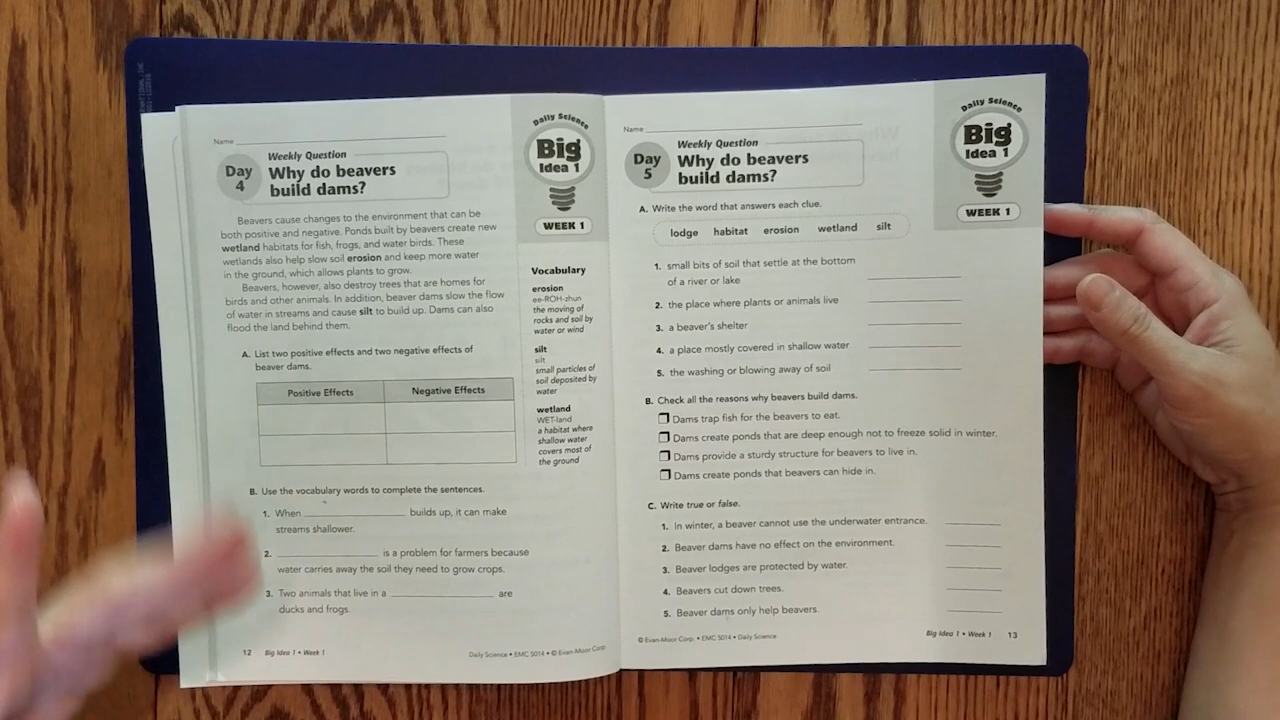 Name
Day 4
Weekly Question
Why do beavers
build dams?
Daily Science
Big
Idea 1
WEEK 1
Beavers cause changes to the environment that can be
both positive and negative. Ponds built by beavers create new
wetland habitats for fish, frogs, and water birds. These
wetlands also help slow soil erosion and keep more water
in the ground, which allows plants to grow.
Beavers, however, also destroy trees that are homes for
birds and other animals. In addition, beaver dams slow the flow
of water in streams and cause silt to build up. Dams can also
flood the land behind them.
Vocabulary
erosion
ee-ROH-zhun
the moving of
rocks and soil by
water or wind
silt
silt
small particles of
soil deposited by
water
wetland
WET-land
a habitat where
shallow water
covers most of
the ground
A. List two positive effects and two negative effects of
beaver dams.
Positive Effects
Negative Effects
B. Use the vocabulary words to complete the sentences.
1. When ____________ builds up, it can make
streams shallower.
2. ____________ is a problem for farmers because
water carries away the soil they need to grow crops.
3. Two animals that live in a ____________ are
ducks and frogs.
12 Big Idea 1 • Week 1
Daily Science • EMC 5014 • © Evan-Moor Corp.
Name
Day 5
Weekly Question
Why do beavers
build dams?
Daily Science
Big
Idea 1
WEEK 1
A. Write the word that answers each clue.
lodge habitat erosion wetland silt
1. small bits of soil that settle at the bottom
of a river or lake
2. the place where plants or animals live
3. a beaver's shelter
4. a place mostly covered in shallow water
5. the washing or blowing away of soil
B. Check all the reasons why beavers build dams.
Dams trap fish for the beavers to eat.
Dams create ponds that are deep enough not to freeze solid in winter.
Dams provide a sturdy structure for beavers to live in.
Dams create ponds that beavers can hide in.
C. Write true or false.
1. In winter, a beaver cannot use the underwater entrance.
2. Beaver dams have no effect on the environment.
3. Beaver lodges are protected by water.
4. Beavers cut down trees.
5. Beaver dams only help beavers.
© Evan-Moor Corp. • EMC 5014 • Daily Science
Big Idea 1 • Week 1 13